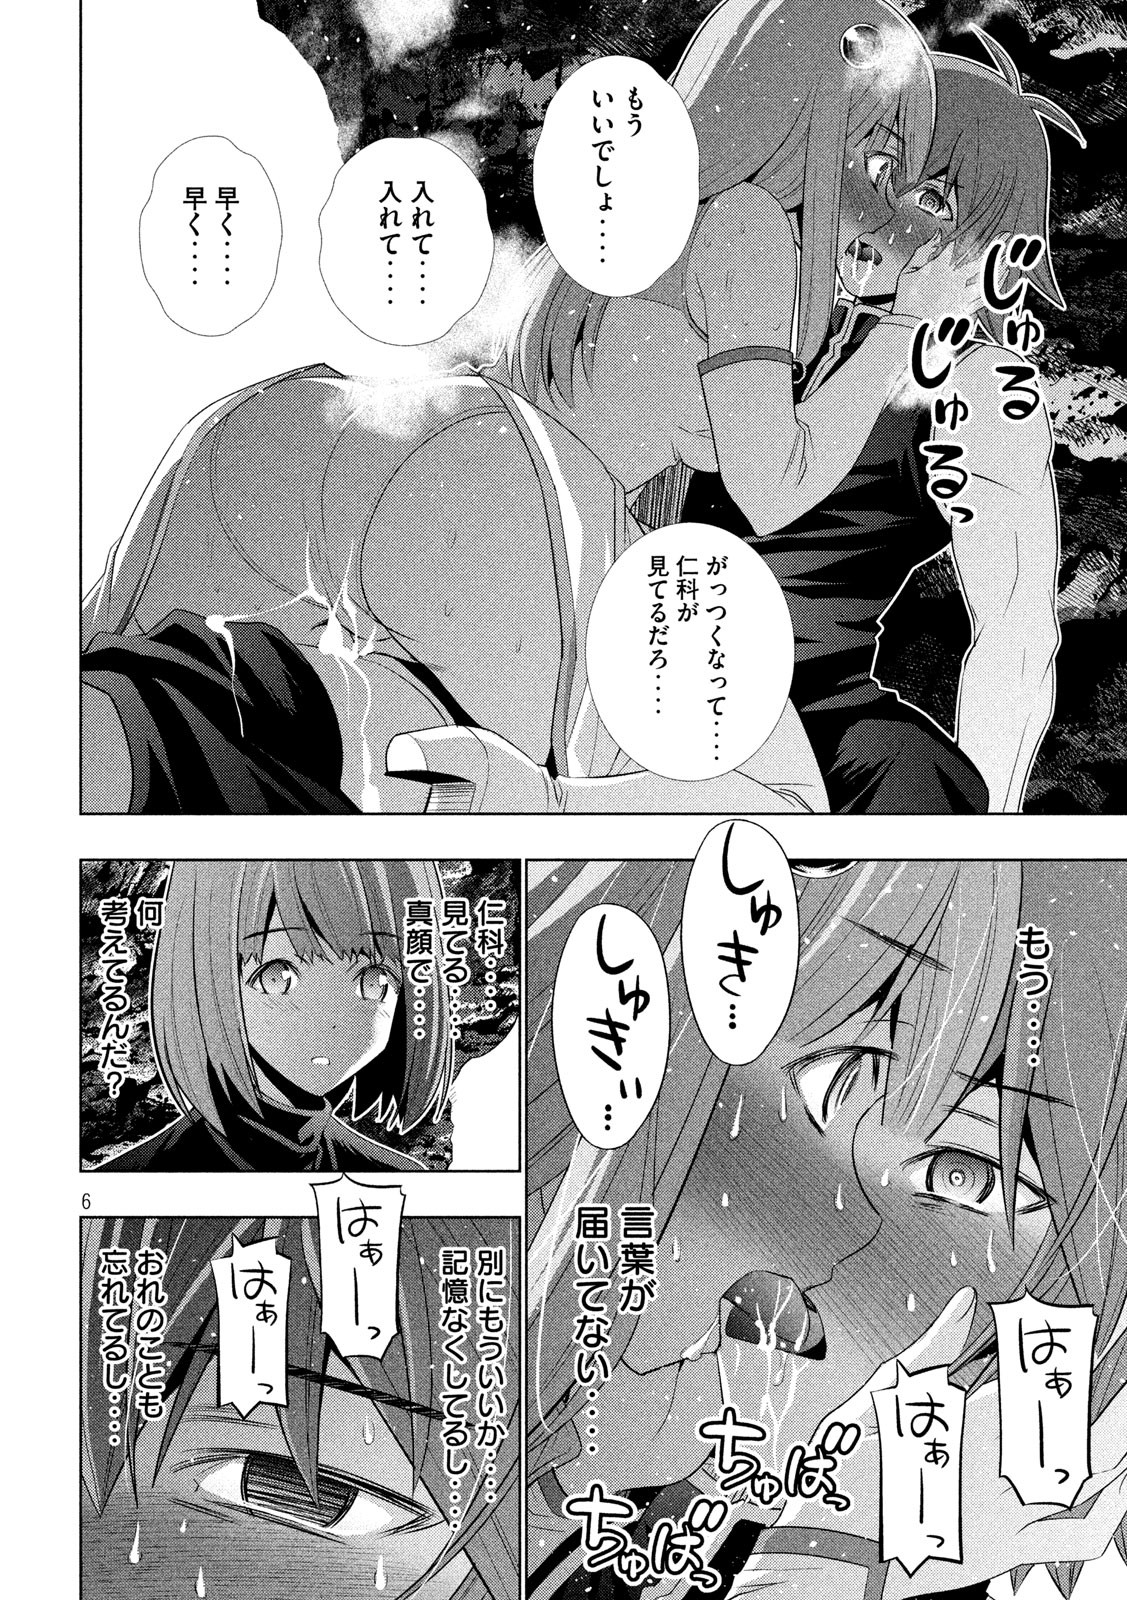 もう
いいでしょ‥‥
入れて‥‥
入れて‥‥
早く‥‥
早く‥‥
じゅる
じゅるっ
がっつくなって‥‥
仁科が
見てるだろ‥‥
もう‥‥
しゅき…
しゅきぃ…
言葉が
届いてない‥‥
はぁーっ
はぁーっ
ちゅばっ
ちゅばっ
仁科‥‥
見てる‥‥
真顔で‥‥
何
考えてるんだ?
6
はぁーっ
はぁーっ
別にもういいか‥‥
記憶なくしてるし‥‥
おれのことも
忘れてるし‥‥